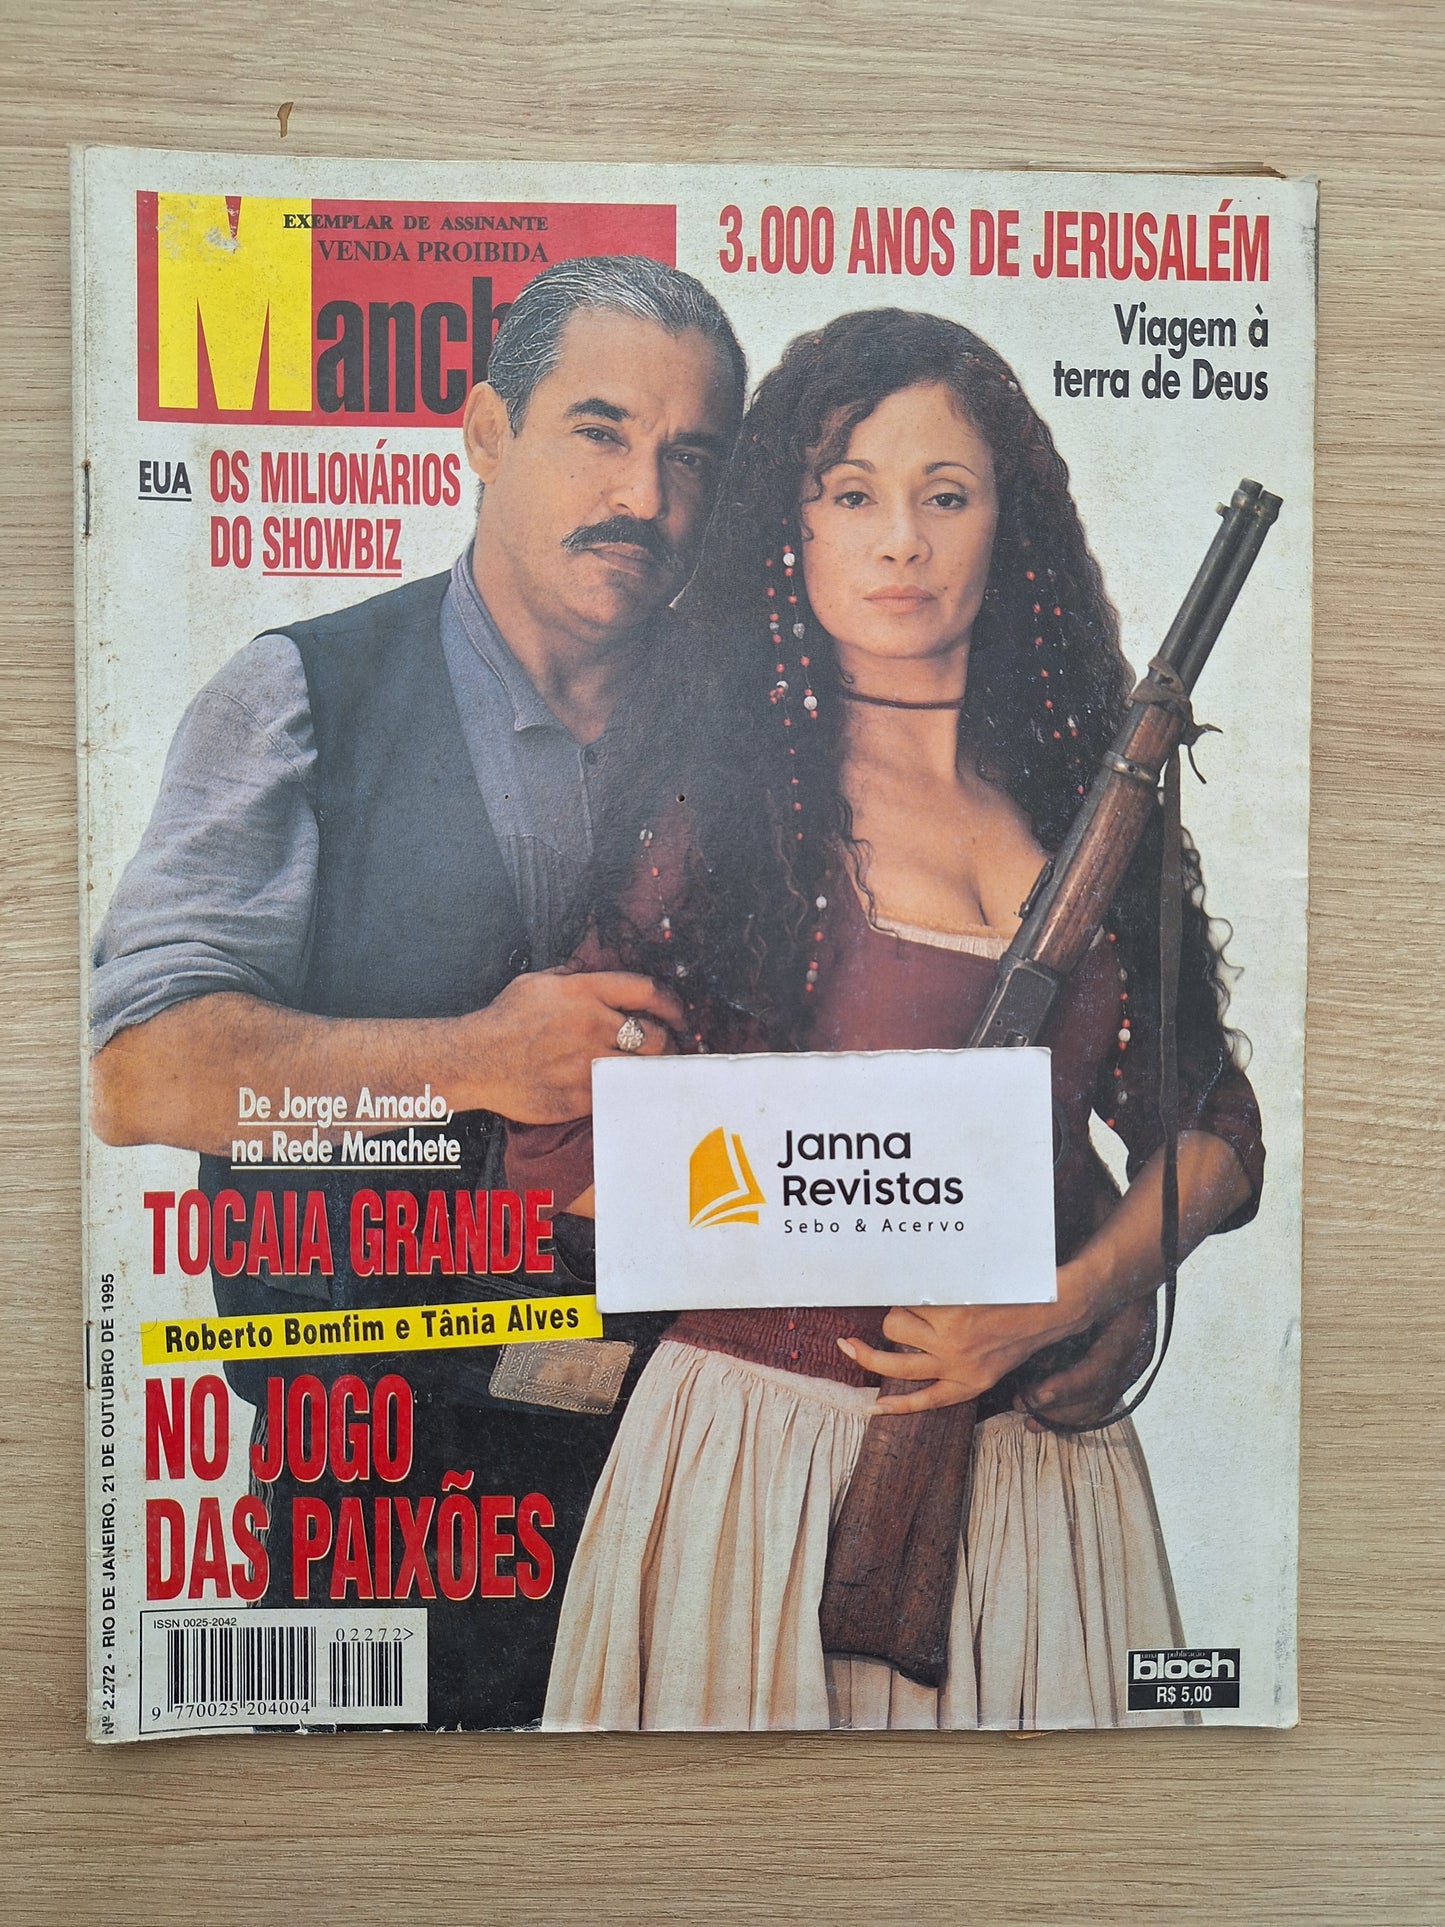 EXEMPLAR DE ASSINANTE
VENDA PROIBIDA
Manch
3.000 ANOS DE JERUSALÉM
Viagem à
terra de Deus
EUA OS MILIONÁRIOS
DO SHOWBIZ
De Jorge Amado,
na Rede Manchete
TOCAIA GRANDE
Roberto Bomfim e Tânia Alves
NO JOGO
DAS PAIXÕES
Janna
Revistas
Sebo & Acervo
Nº 2.272 • RIO DE JANEIRO, 21 DE OUTUBRO DE 1995
ISSN 0025-2042
02272>
9 770025 204004
uma publicação
bloch
R$ 5,00